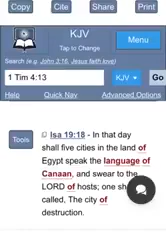 Copy Cite Share Print
KJV
Tap to Change
Menu
Search (e.g. John 3:16, Jesus faith love)
1 Tim 4:13 KJV Go
Help Quick Nav Advanced Options
Tools
Isa 19:18 - In that day
shall five cities in the land of
Egypt speak the language of
Canaan, and swear to the
LORD of hosts; one
called, The city of
destruction.